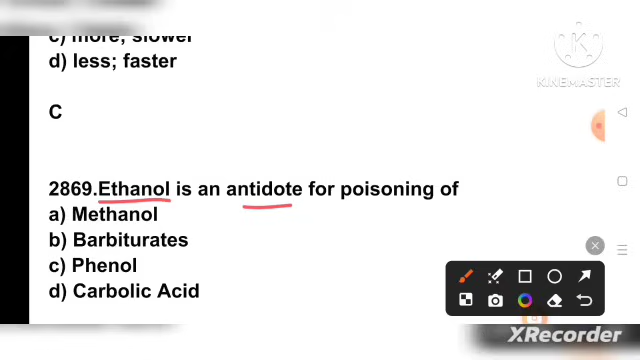 c) more; slower
d) less; faster
C
2869.Ethanol is an antidote for poisoning of
a) Methanol
b) Barbiturates
c) Phenol
d) Carbolic Acid
KINEMASTER
XRecorder